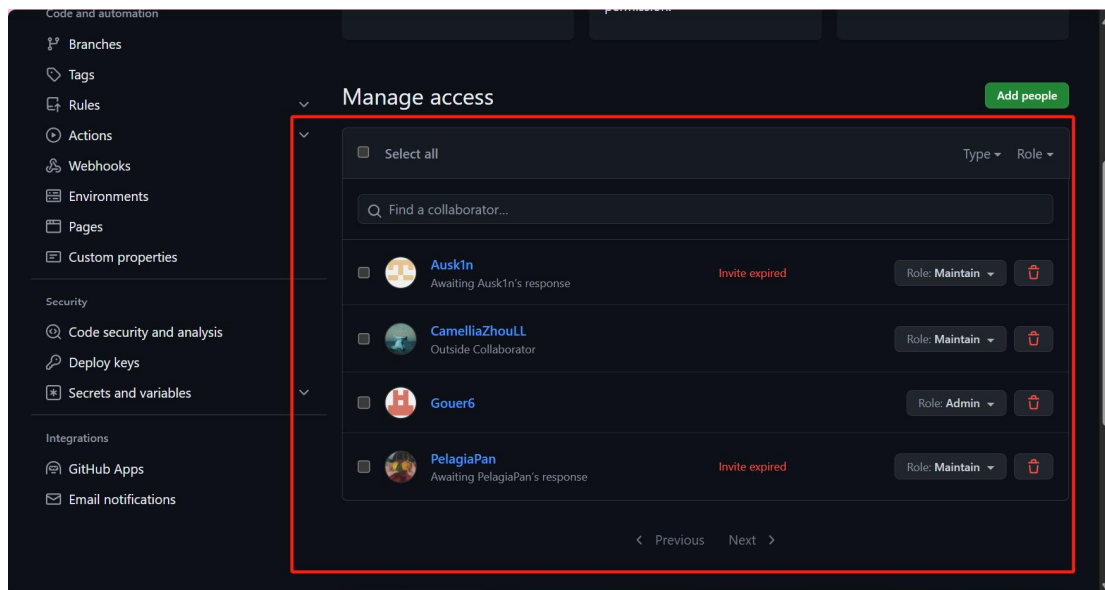 Code and automation
Branches
Tags
Rules
Actions
Webhooks
Environments
Pages
Custom properties
Security
Code security and analysis
Deploy keys
Secrets and variables
Integrations
GitHub Apps
Email notifications
permission.
Manage access
Add people
Select all
Type
Role
Find a collaborator...
Ausk1n
Awaiting Ausk1n's response
Invite expired
Role: Maintain
CamelliaZhouLL
Outside Collaborator
Role: Maintain
Gouer6
Role: Admin
PelagiaPan
Awaiting PelagiaPan's response
Invite expired
Role: Maintain
Previous
Next